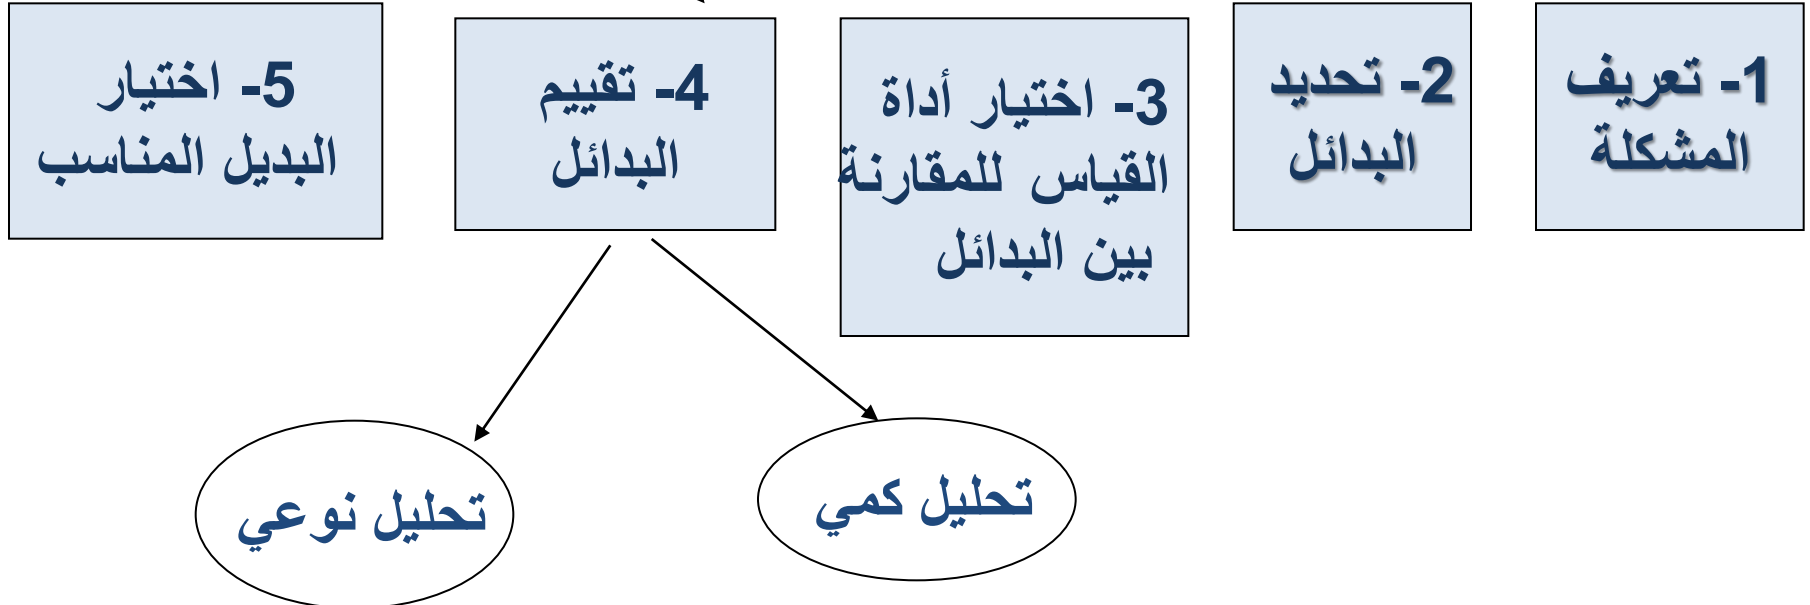 1- تعريف
المشكلة
2- تحديد
البدائل
3- اختيار أداة
القياس للمقارنة
بين البدائل
4- تقييم
البدائل
5- اختيار
البديل المناسب
تحليل كمي
تحليل نوعي